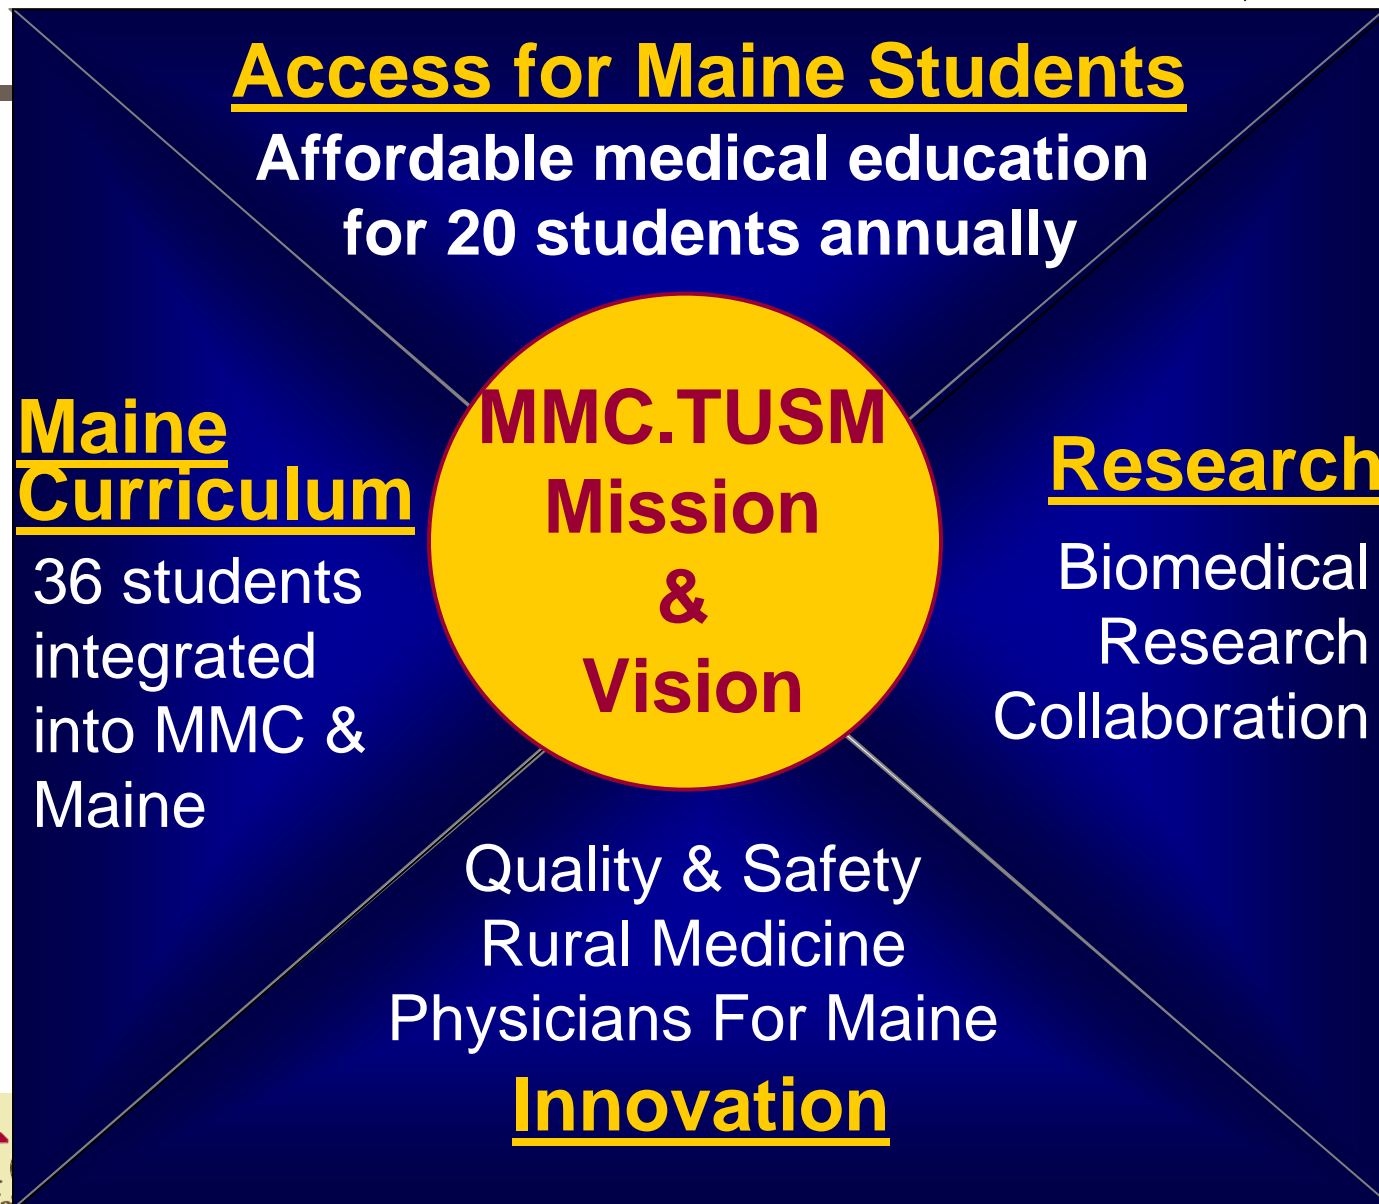 Access for Maine Students
Affordable medical education
for 20 students annually
Maine
Curriculum
36 students
integrated
into MMC &
Maine
MMC.TUSM
Mission
&
Vision
Research
Biomedical
Research
Collaboration
Quality & Safety
Rural Medicine
Physicians For Maine
Innovation